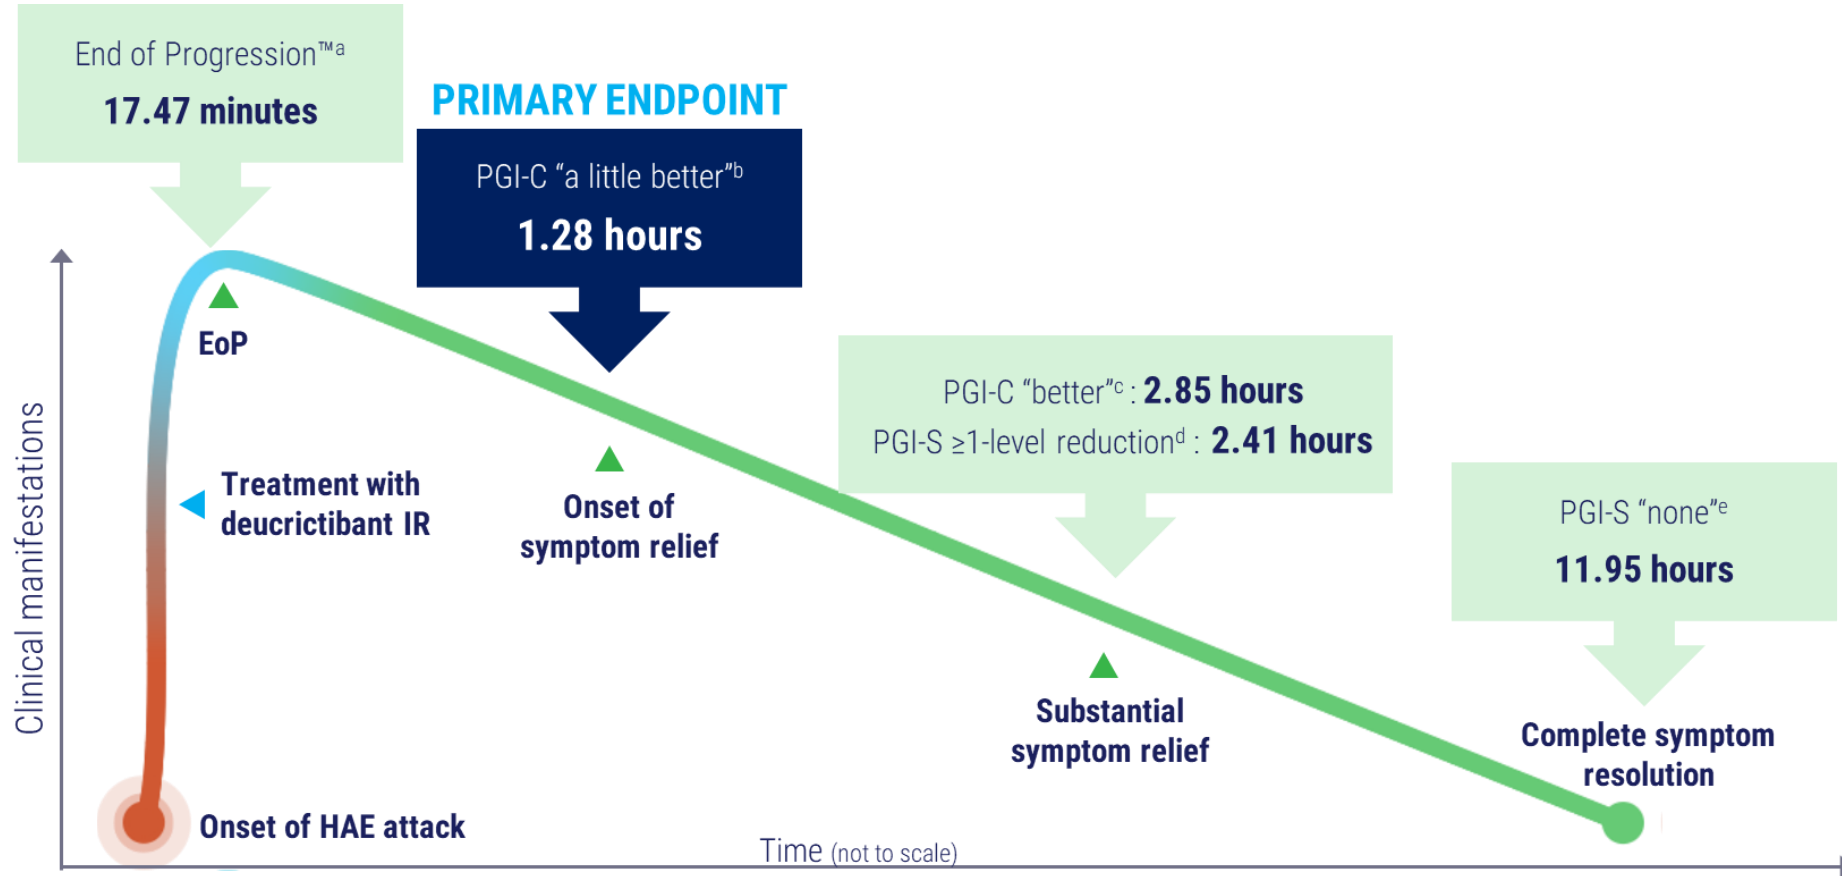 End of Progression™ᵃ
17.47 minutes
PRIMARY ENDPOINT
PGI-C “a little better”ᵇ
1.28 hours
EoP
PGI-C “better”ᶜ : 2.85 hours
PGI-S ≥1-level reductionᵈ : 2.41 hours
Treatment with
deucrictibant IR
Onset of
symptom relief
PGI-S “none”ᵉ
11.95 hours
Substantial
symptom relief
Complete symptom
resolution
Onset of HAE attack
Clinical manifestations
Time (not to scale)